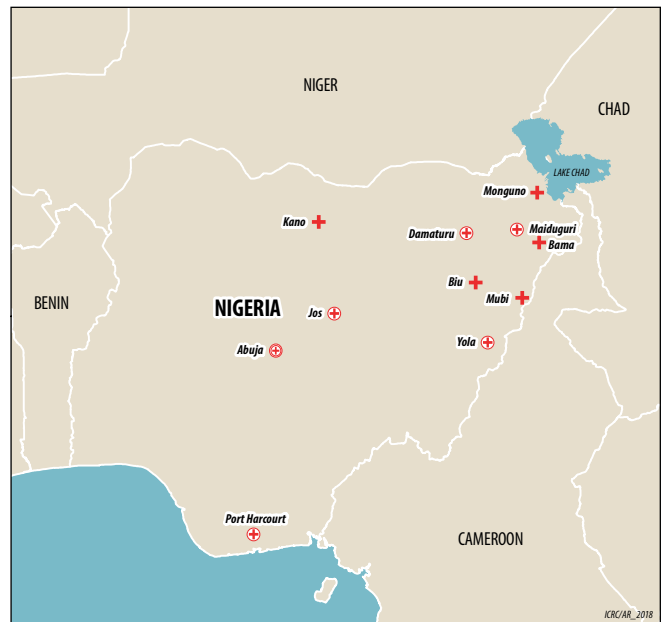 NIGER
CHAD
LAKE CHAD
Monguno
Kano
Damaturu
Maiduguri
Bama
Biu
Mubi
BENIN
NIGERIA
Jos
Yola
Abuja
Port Harcourt
CAMEROON
ICRC/AR_2018